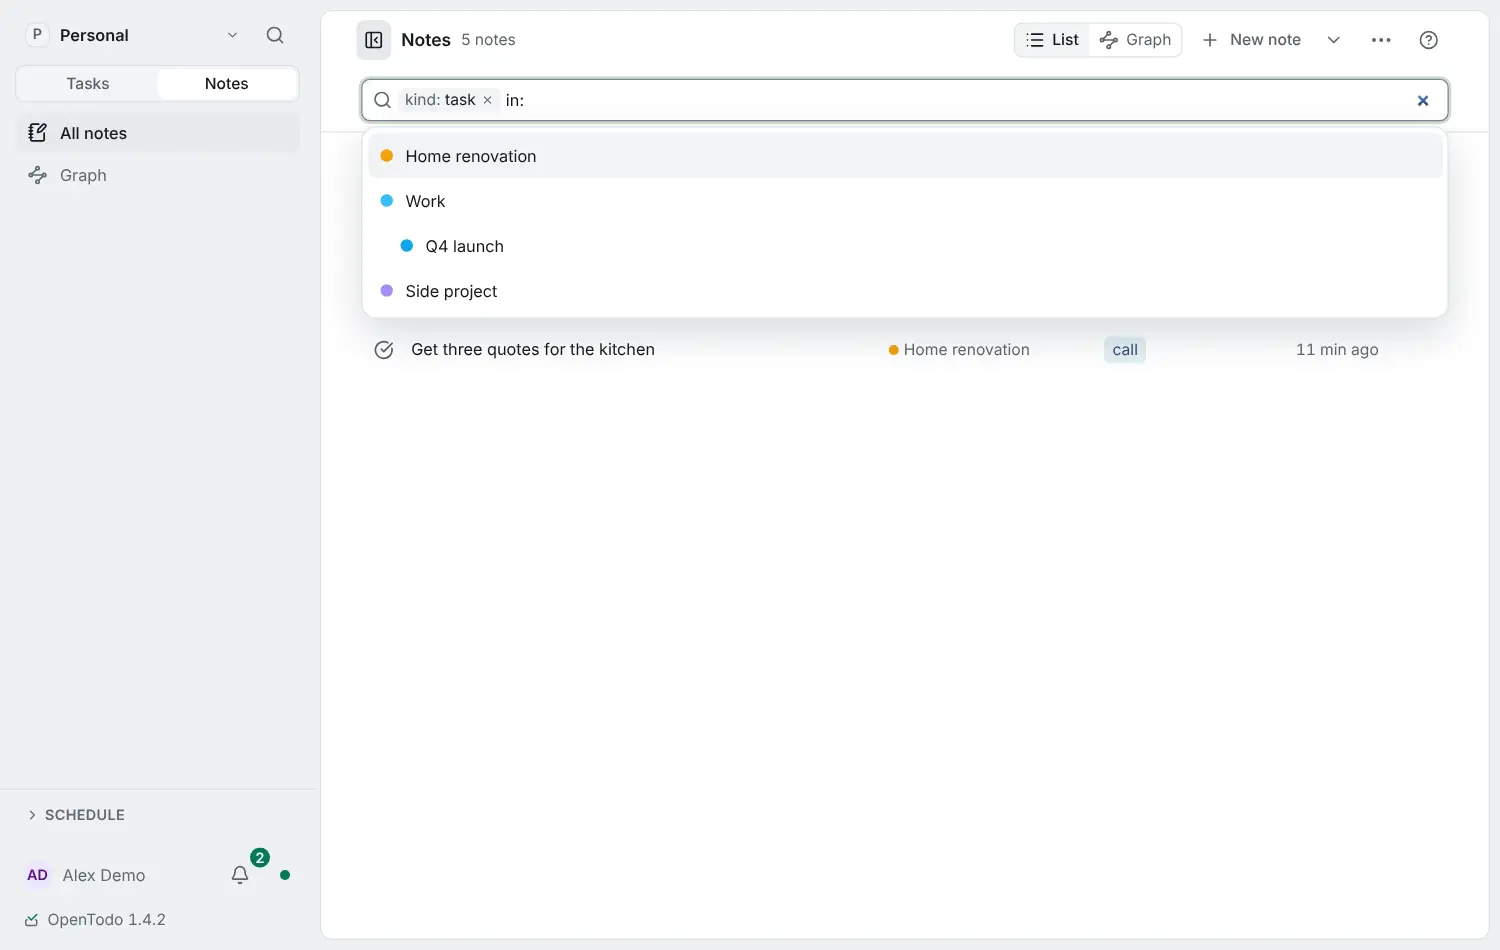 P Personal
Tasks Notes
All notes
Graph
SCHEDULE
AD Alex Demo 2
OpenTodo 1.4.2
Notes 5 notes List Graph New note
kind: task × in:
Home renovation
Work
Q4 launch
Side project
Get three quotes for the kitchen Home renovation call 11 min ago